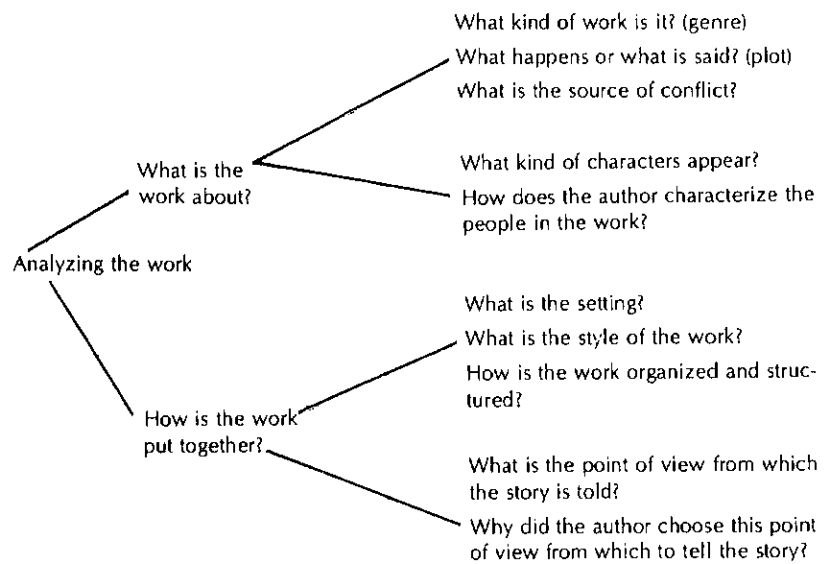 What kind of work is it? (genre)
What happens or what is said? (plot)
What is the source of conflict?
What is the
work about?
What kind of characters appear?
How does the author characterize the
people in the work?
Analyzing the work
What is the setting?
What is the style of the work?
How is the work organized and struc-
tured?
How is the work
put together?
What is the point of view from which
the story is told?
Why did the author choose this point
of view from which to tell the story?